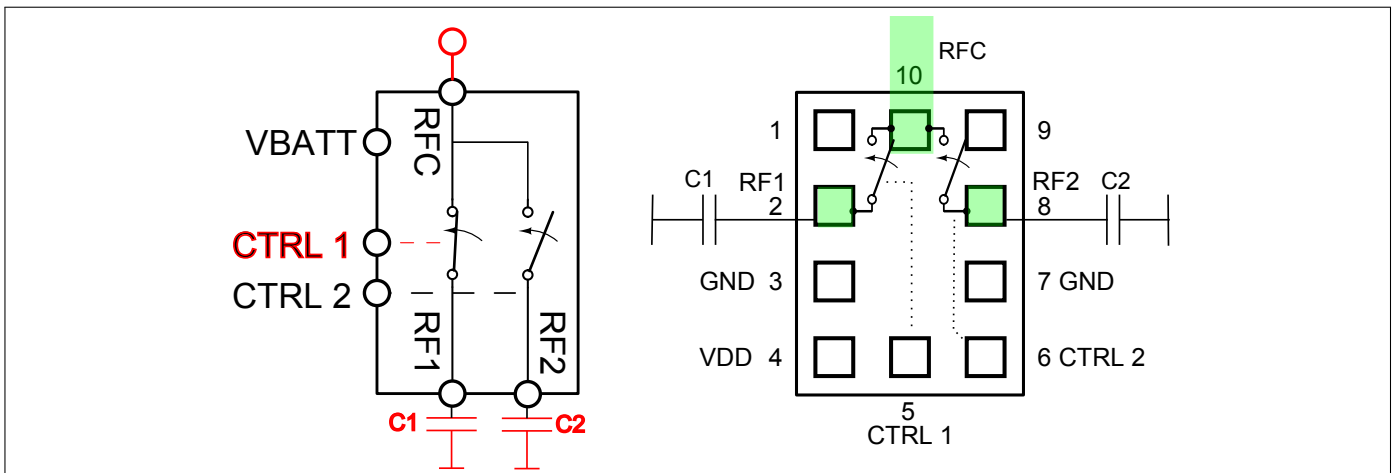 VBATT
RFC
CTRL 1
CTRL 2
RF1
RF2
C1
C2
RFC
10
1
9
C1
RF1
2
RF2
8
C2
GND 3
7 GND
VDD 4
6 CTRL 2
5
CTRL 1